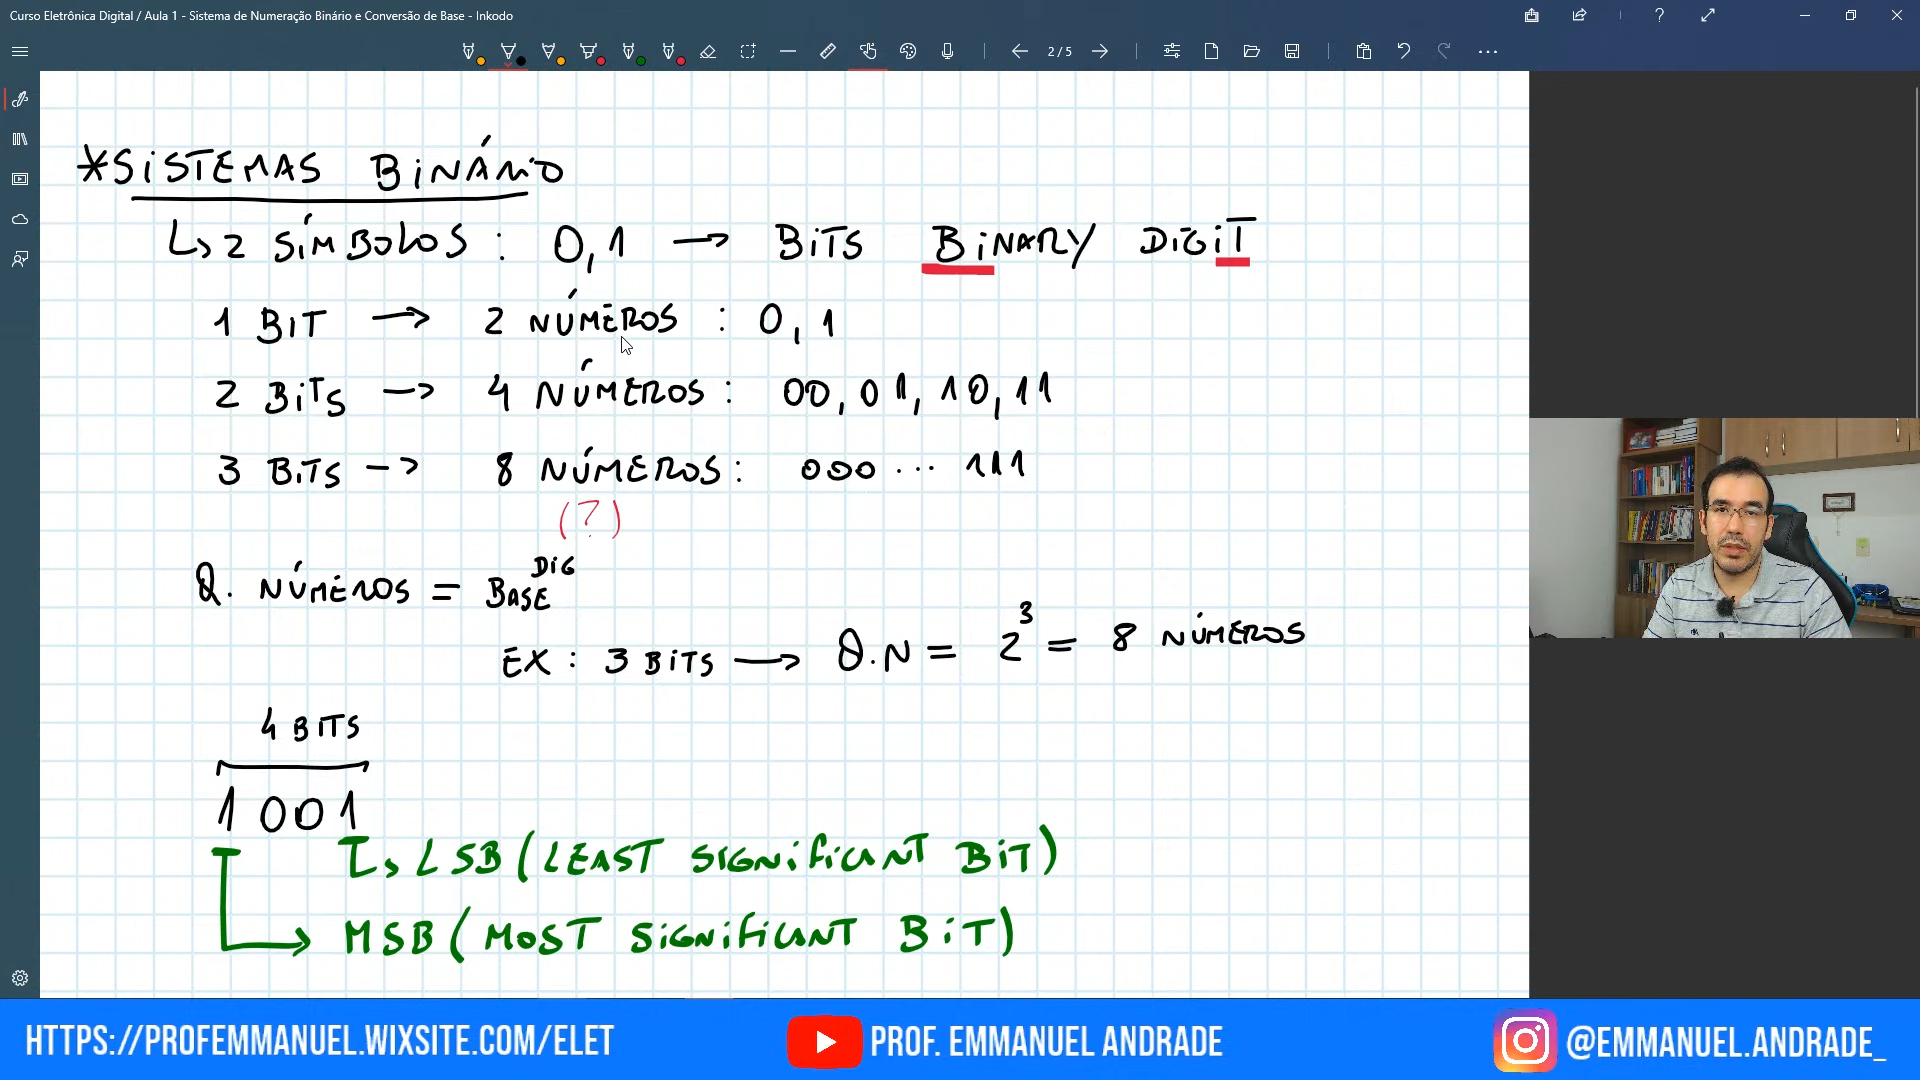 Curso Eletrônica Digital / Aula 1 - Sistema de Numeração Binário e Conversão de Base - Inkodo
2/5
*SISTEMAS BINÁRIO
2 SÍMBOLOS : 0,1 → BITS BINARY DIGIT
1 BIT → 2 NÚMEROS : 0,1
2 BITS → 4 NÚMEROS : 00,01,10,11
3 BITS → 8 NÚMEROS : 000 ... 111
(?)
Q. NÚMEROS = BASE^DIG
EX : 3 BITS → Q.N = 2^3 = 8 NÚMEROS
4 BITS
1001
LSB (LEAST SIGNIFICANT BIT)
MSB (MOST SIGNIFICANT BIT)
HTTPS://PROFEMMANUEL.WIXSITE.COM/ELET
PROF. EMMANUEL ANDRADE
@EMMANUEL.ANDRADE_